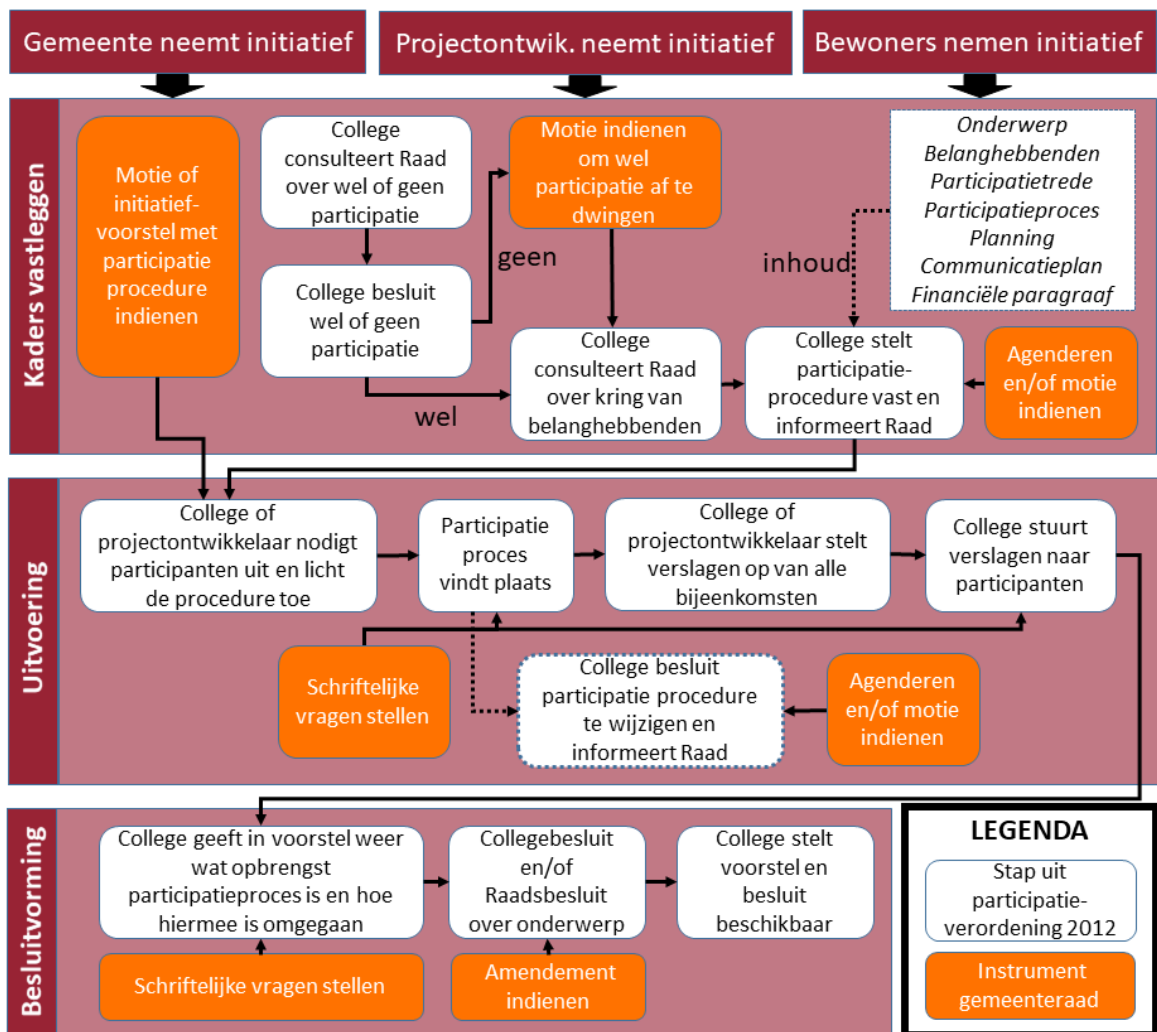 Gemeente neemt initiatief
Projectontwik. neemt initiatief
Bewoners nemen initiatief
Kaders vastleggen
Motie of
initiatief-
voorstel met
participatie
procedure
indienen
College
consulteert Raad
over wel of geen
participatie
Motie indienen
om wel
participatie af te
dwingen
Onderwerp
Belanghebbenden
Participatietrede
Participatieproces
Planning
Communicatieplan
Financiële paragraaf
geen
inhoud
College besluit
wel of geen
participatie
wel
College
consulteert Raad
over kring van
belanghebbenden
College stelt
participatie-
procedure vast en
informeert Raad
Agenderen
en/of motie
indienen
Uitvoering
College of
projectontwikkelaar nodigt
participanten uit en licht
de procedure toe
Participatie
proces
vindt plaats
College of
projectontwikkelaar stelt
verslagen op van alle
bijeenkomsten
College stuurt
verslagen naar
participanten
Schriftelijke
vragen stellen
College besluit
participatie procedure
te wijzigen en
informeert Raad
Agenderen
en/of motie
indienen
Besluitvorming
College geeft in voorstel weer
wat opbrengst
participatieproces is en hoe
hiermee is omgegaan
Collegebesluit
en/of
Raadsbesluit
over onderwerp
College stelt
voorstel en
besluit
beschikbaar
Schriftelijke vragen stellen
Amendement
indienen
LEGENDA
Stap uit
participatie-
verordening 2012
Instrument
gemeenteraad